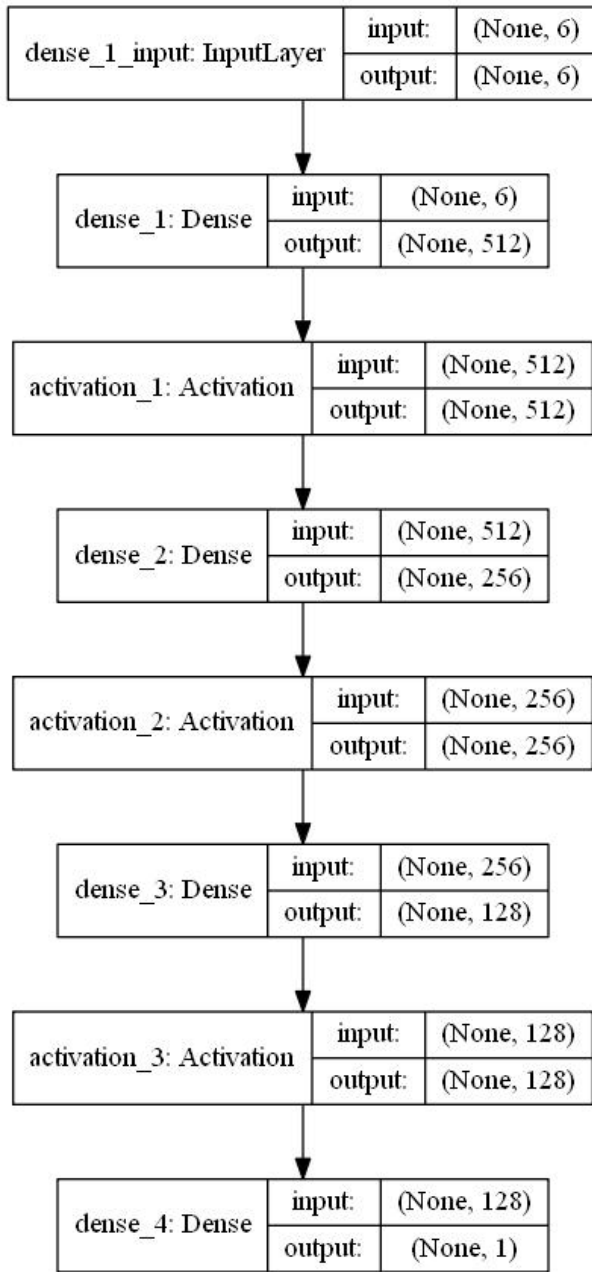 dense_1_input: InputLayer
input: (None, 6)
output: (None, 6)
dense_1: Dense
input: (None, 6)
output: (None, 512)
activation_1: Activation
input: (None, 512)
output: (None, 512)
dense_2: Dense
input: (None, 512)
output: (None, 256)
activation_2: Activation
input: (None, 256)
output: (None, 256)
dense_3: Dense
input: (None, 256)
output: (None, 128)
activation_3: Activation
input: (None, 128)
output: (None, 128)
dense_4: Dense
input: (None, 128)
output: (None, 1)